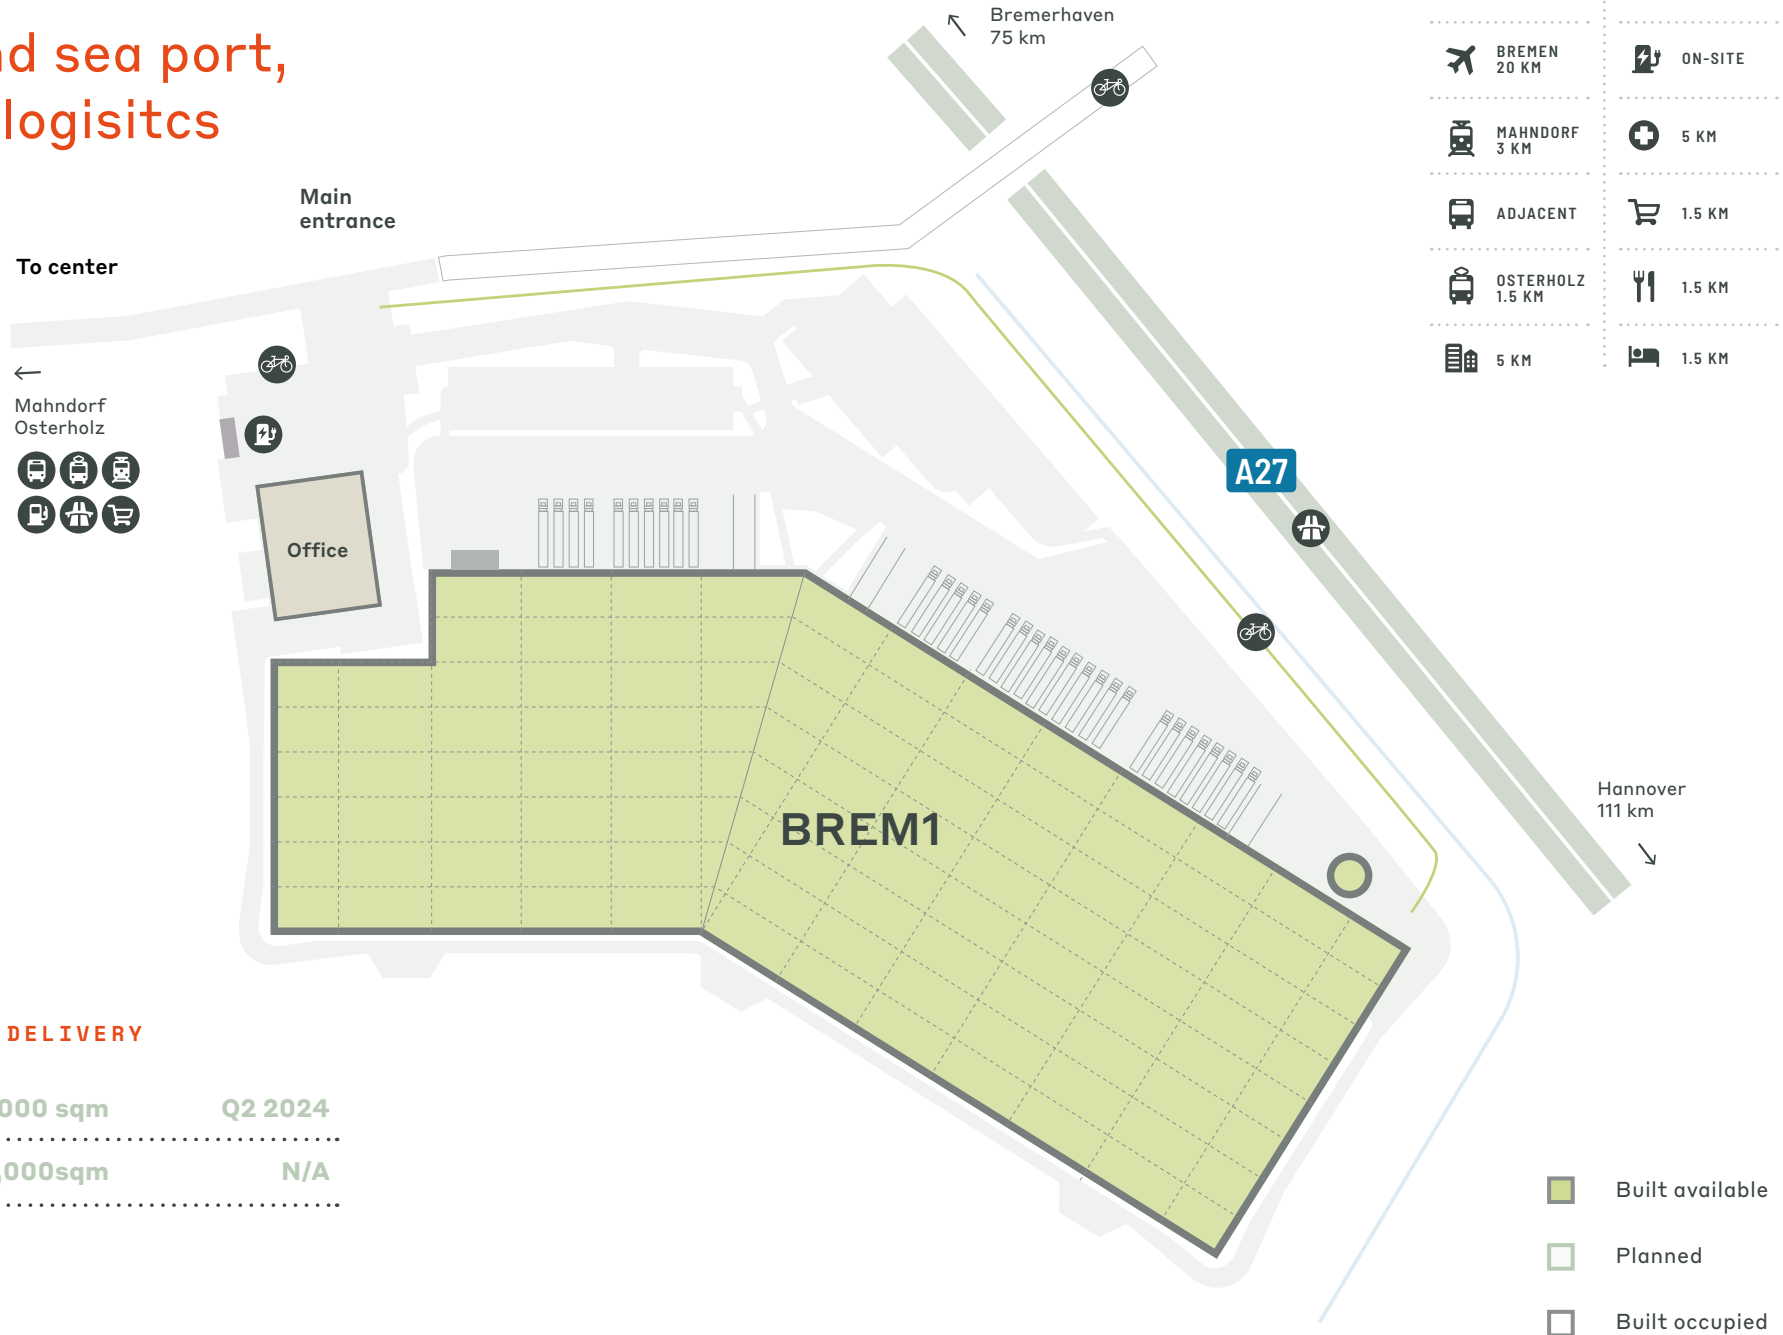 nd sea port,
logisitcs
Bremerhaven
75 km
BREMEN
20 KM
ON-SITE
MAHNDORF
3 KM
5 KM
ADJACENT
1.5 KM
OSTERHOLZ
1.5 KM
1.5 KM
5 KM
1.5 KM
Main
entrance
To center
Mahndorf
Osterholz
A27
Office
BREM1
Hannover
111 km
DELIVERY
000 sqm
Q2 2024
,000sqm
N/A
Built available
Planned
Built occupied